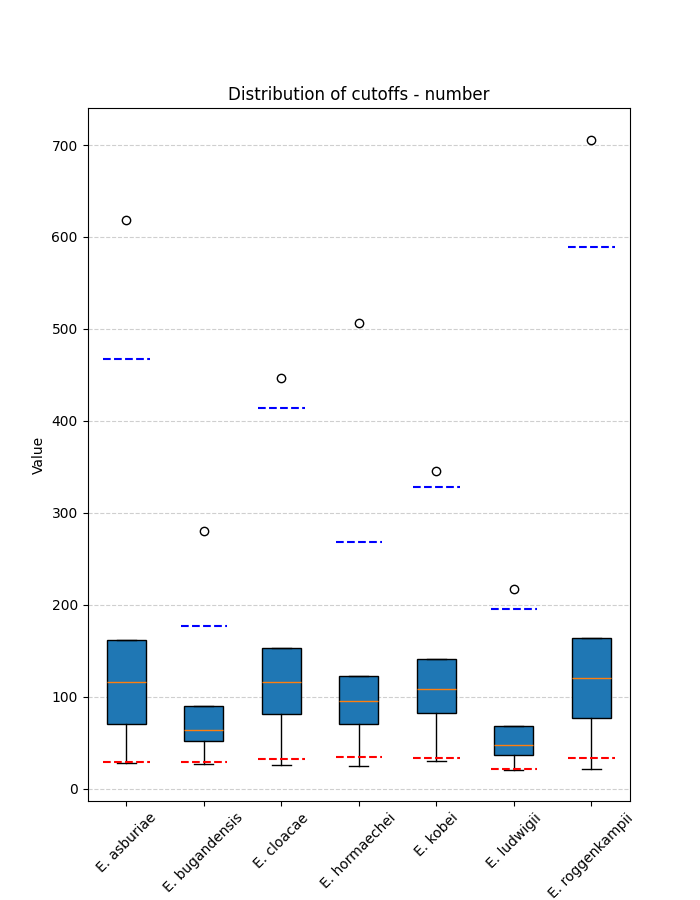 Distribution of cutoffs - number
700
600
500
400
300
200
100
0
Value
E. asburiae
E. bugandensis
E. cloacae
E. hormaechei
E. kobei
E. ludwigii
E. roggenkampii